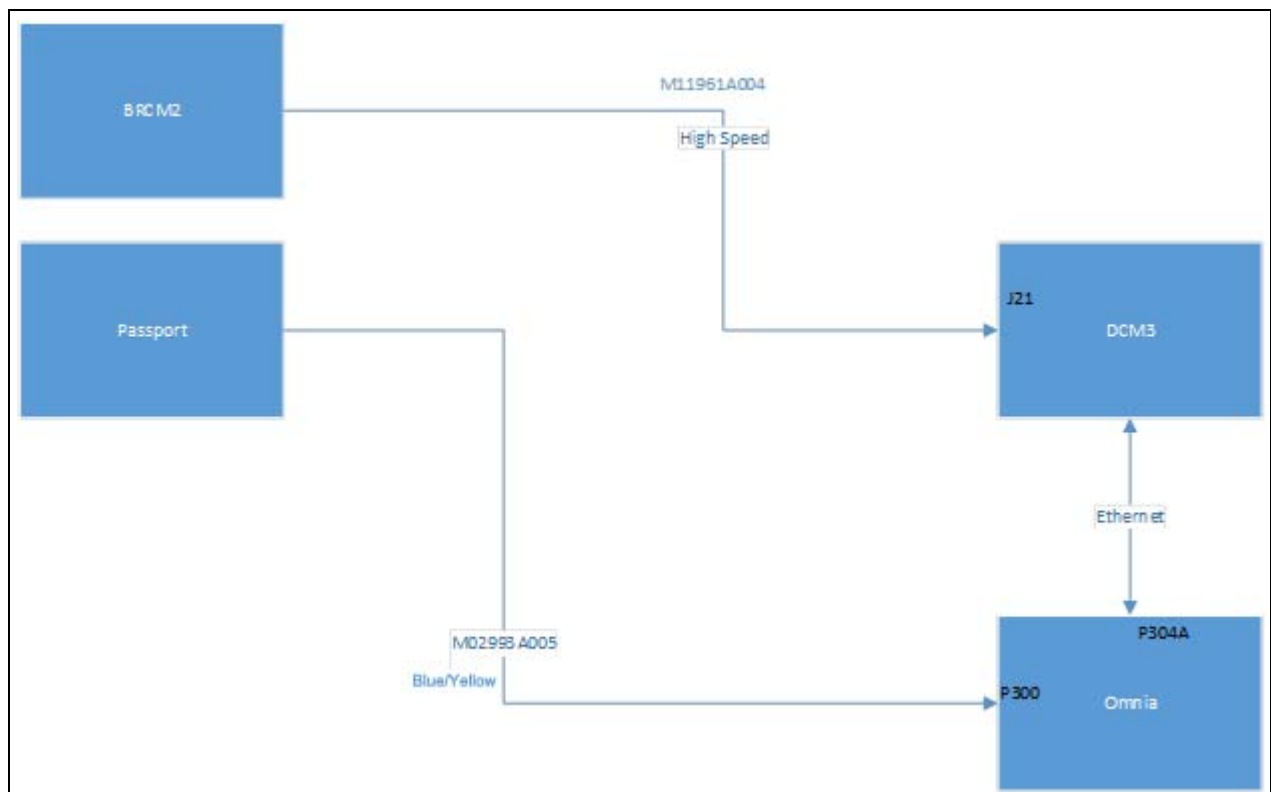 BRCM2
M11961A004
High Speed
Passport
J21
DCM3
Ethernet
P304A
M02993A005
Blue/Yellow
P300
Omnia